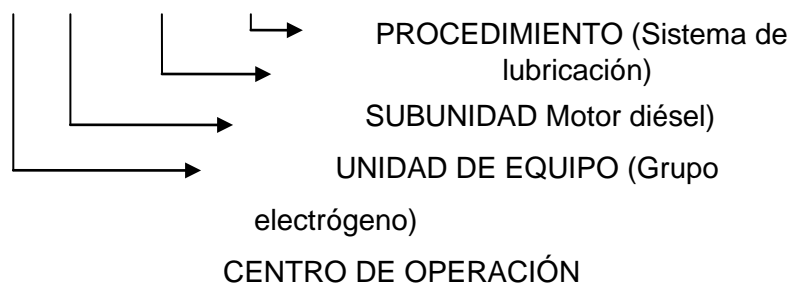 PROCEDIMIENTO (Sistema de
lubricación)
SUBUNIDAD Motor diésel)
UNIDAD DE EQUIPO (Grupo
electrógeno)
CENTRO DE OPERACIÓN